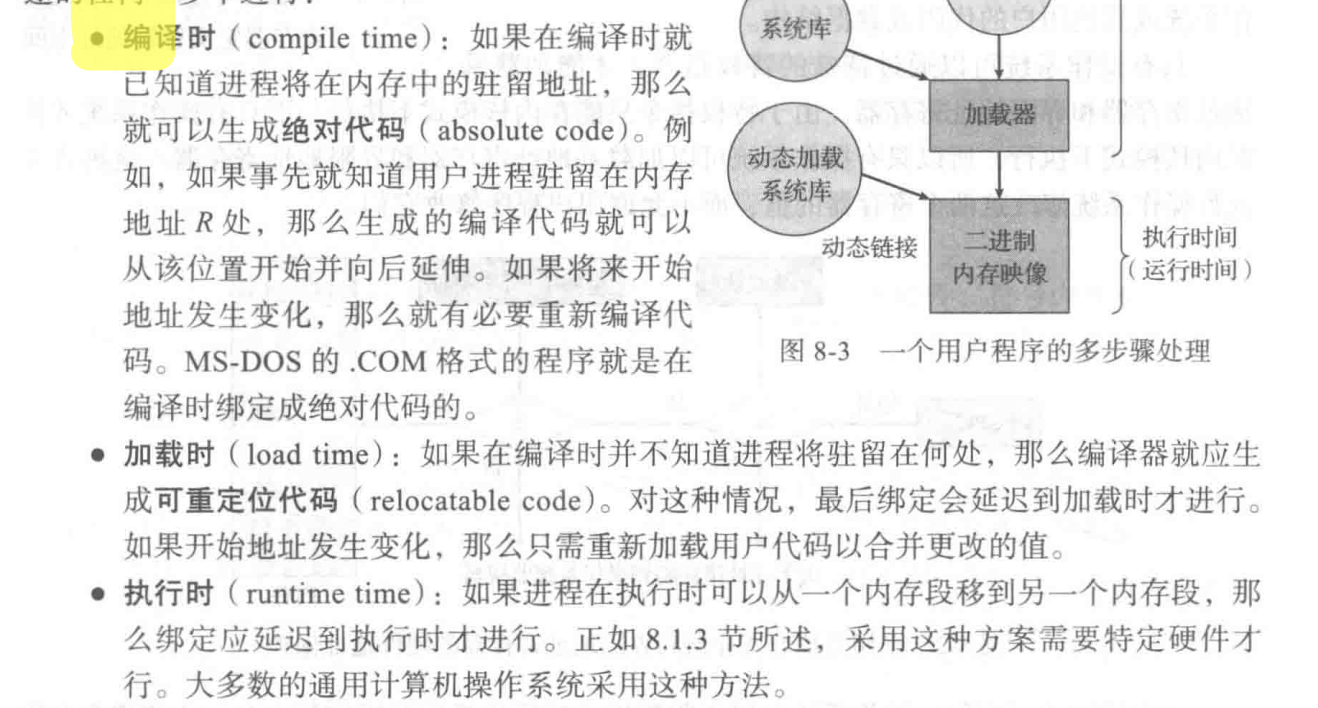 ● 编译时（compile time）：如果在编译时就
已知道进程将在内存中的驻留地址，那么
就可以生成绝对代码（absolute code）。例
如，如果事先就知道用户进程驻留在内存
地址 R 处，那么生成的编译代码就可以
从该位置开始并向后延伸。如果将来开始
地址发生变化，那么就有必要重新编译代
码。MS-DOS 的 .COM 格式的程序就是在
编译时绑定成绝对代码的。
系统库
加载器
动态加载
系统库
动态链接
二进制
内存映像
执行时间
（运行时间）
图 8-3 一个用户程序的多步骤处理
● 加载时（load time）：如果在编译时并不知道进程将驻留在何处，那么编译器就应生
成可重定位代码（relocatable code）。对这种情况，最后绑定会延迟到加载时才进行。
如果开始地址发生变化，那么只需重新加载用户代码以合并更改的值。
● 执行时（runtime time）：如果进程在执行时可以从一个内存段移到另一个内存段，那
么绑定应延迟到执行时才进行。正如 8.1.3 节所述，采用这种方案需要特定硬件才
行。大多数的通用计算机操作系统采用这种方法。